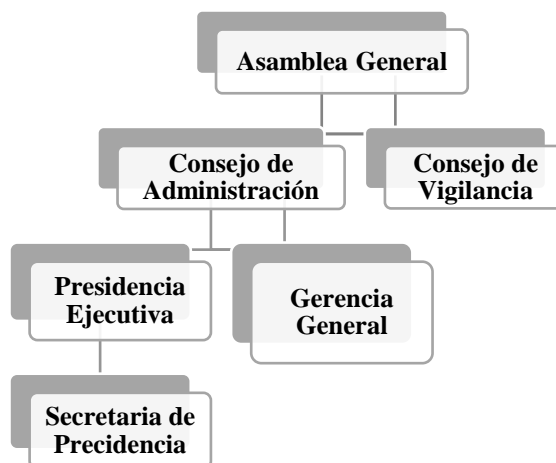 Asamblea General
Consejo de
Administración
Consejo de
Vigilancia
Presidencia
Ejecutiva
Gerencia
General
Secretaria de
Precidencia